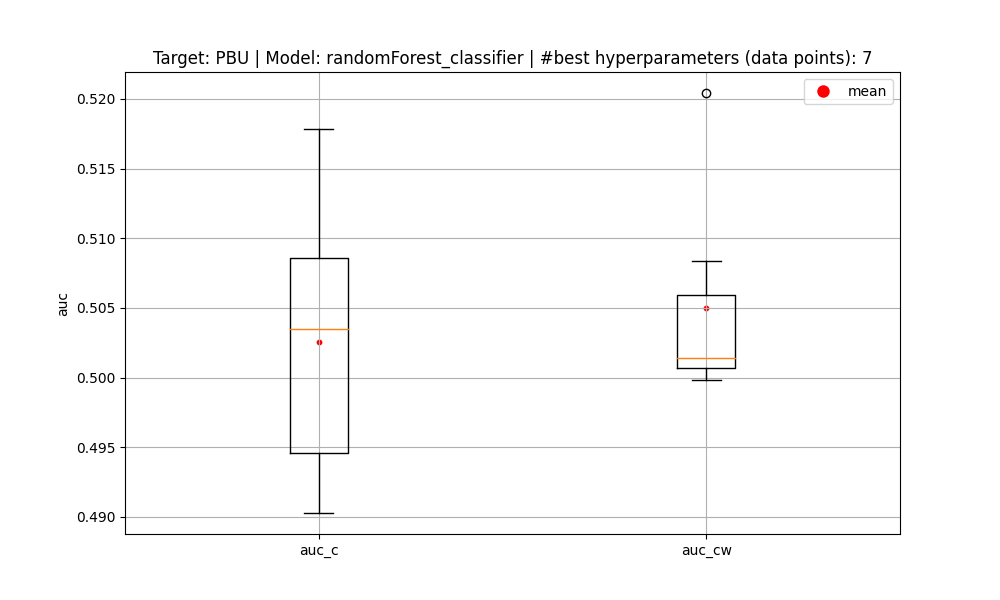 Target: PBU | Model: randomForest_classifier | #best hyperparameters (data points): 7
mean
0.520
0.515
0.510
0.505
0.500
0.495
0.490
auc
auc_c
auc_cw